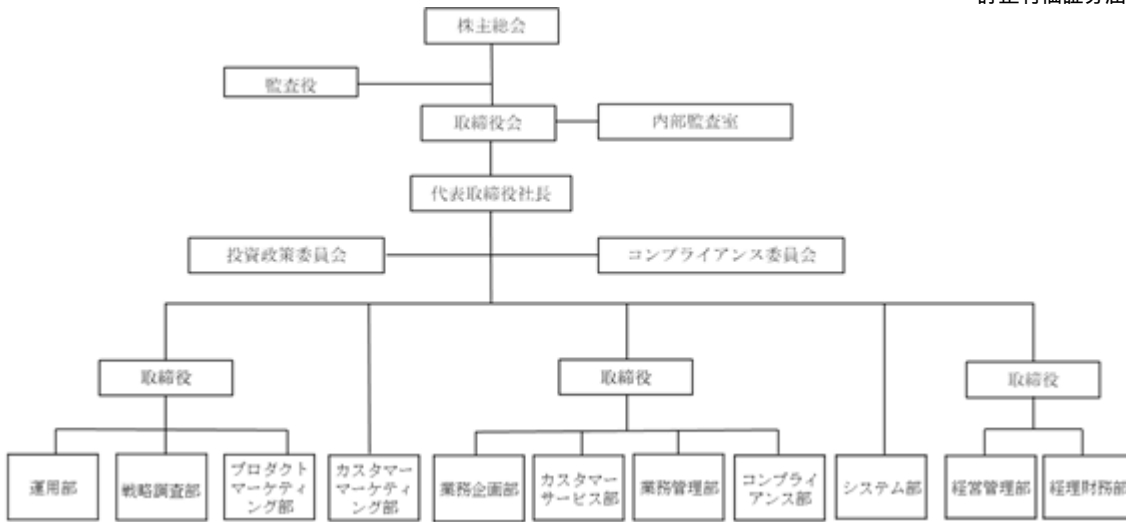 株主総会
監査役
取締役会
内部監査室
代表取締役社長
投資政策委員会
コンプライアンス委員会
取締役
取締役
取締役
運用部
戦略調査部
プロダクト
マーケティ
ング部
カスタマー
マーケティ
ング部
業務企画部
カスタマー
サービス部
業務管理部
コンプライ
アンス部
システム部
経営管理部
経理財務部